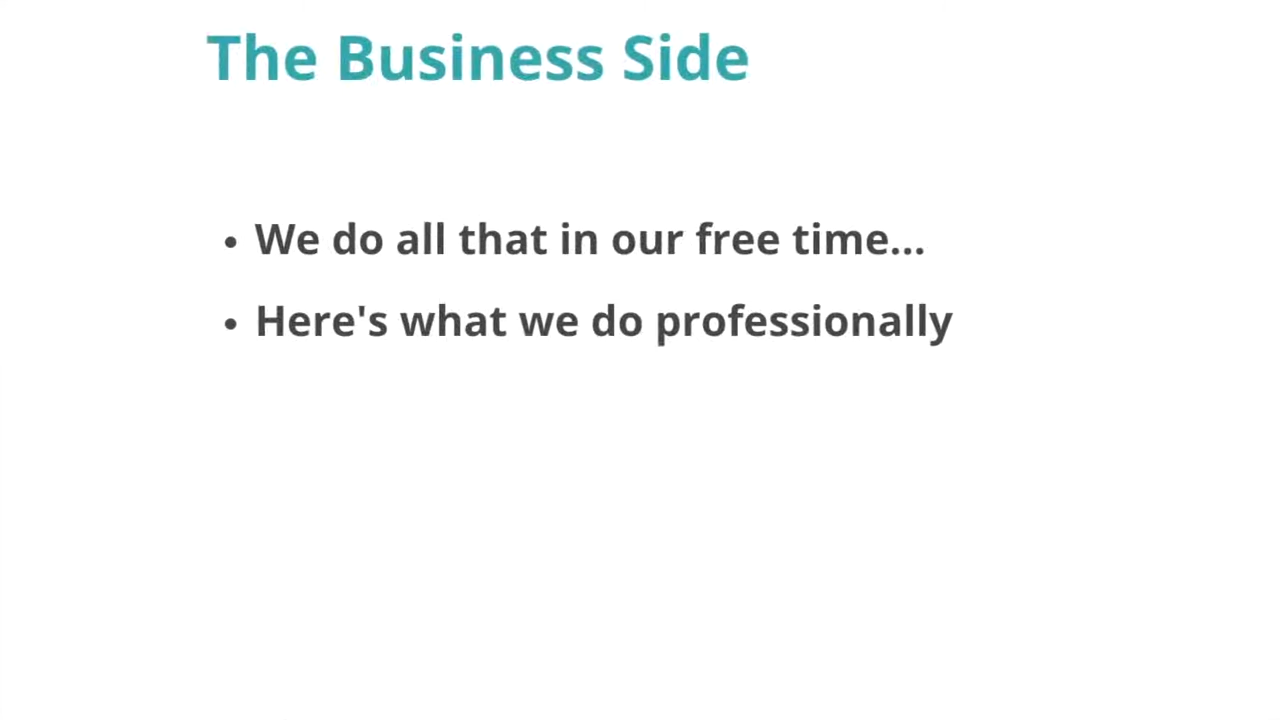 The Business Side
• We do all that in our free time...
• Here's what we do professionally